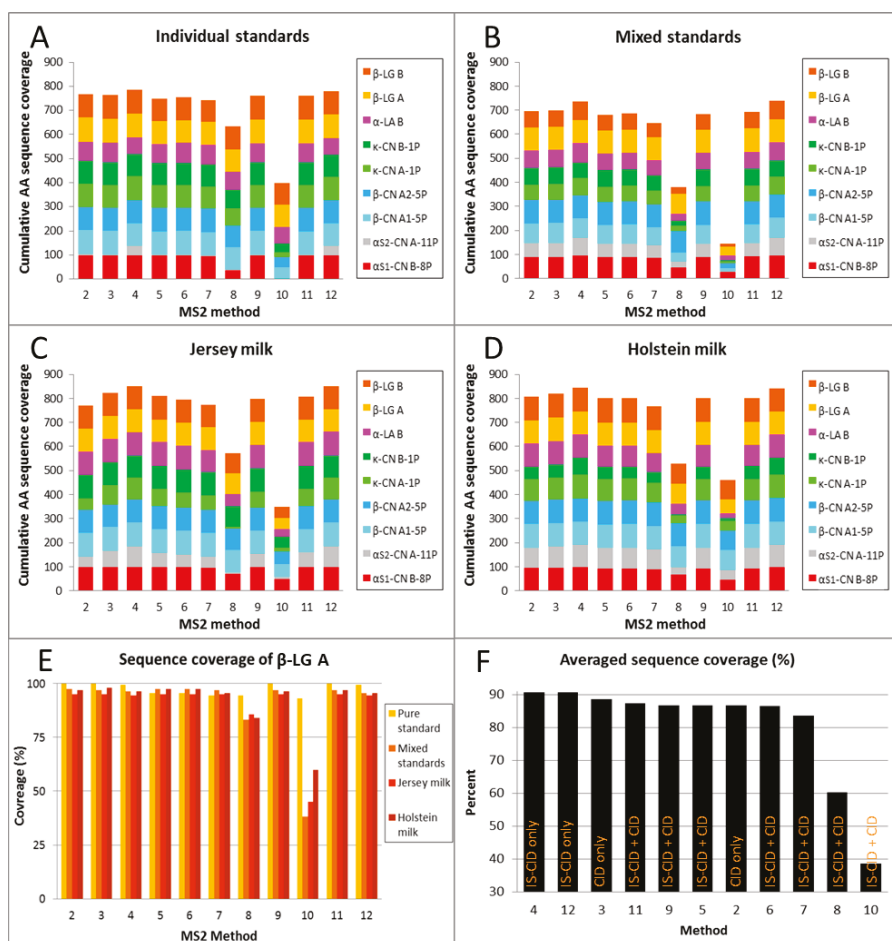 A
Individual standards
Cumulative AA sequence coverage
900
800
700
600
500
400
300
200
100
0
2 3 4 5 6 7 8 9 10 11 12
MS2 method
β-LG B
β-LG A
α-LA B
κ-CN B-1P
κ-CN A-1P
β-CN A2-5P
β-CN A1-5P
αS2-CN A-11P
αS1-CN B-8P
B
Mixed standards
Cumulative AA sequence coverage
900
800
700
600
500
400
300
200
100
0
2 3 4 5 6 7 8 9 10 11 12
MS2 method
β-LG B
β-LG A
α-LA B
κ-CN B-1P
κ-CN A-1P
β-CN A2-5P
β-CN A1-5P
αS2-CN A-11P
αS1-CN B-8P
C
Jersey milk
Cumulative AA sequence coverage
900
800
700
600
500
400
300
200
100
0
2 3 4 5 6 7 8 9 10 11 12
MS2 method
β-LG B
β-LG A
α-LA B
κ-CN B-1P
κ-CN A-1P
β-CN A2-5P
β-CN A1-5P
αS2-CN A-11P
αS1-CN B-8P
D
Holstein milk
Cumulative AA sequence coverage
900
800
700
600
500
400
300
200
100
0
2 3 4 5 6 7 8 9 10 11 12
MS2 method
β-LG B
β-LG A
α-LA B
κ-CN B-1P
κ-CN A-1P
β-CN A2-5P
β-CN A1-5P
αS2-CN A-11P
αS1-CN B-8P
E
Sequence coverage of β-LG A
Covreage (%)
100
75
50
25
0
2 3 4 5 6 7 8 9 10 11 12
MS2 Method
Pure
standard
Mixed
standards
Jersey milk
Holstein
milk
F
Averaged sequence coverage (%)
Percent
90
80
70
60
50
40
30
IS-CID only
IS-CID only
CID only
IS-CID + CID
IS-CID + CID
IS-CID + CID
CID only
IS-CID + CID
IS-CID + CID
IS-CID + CID
IS-CID + CID
4 12 3 11 9 5 2 6 7 8 10
Method